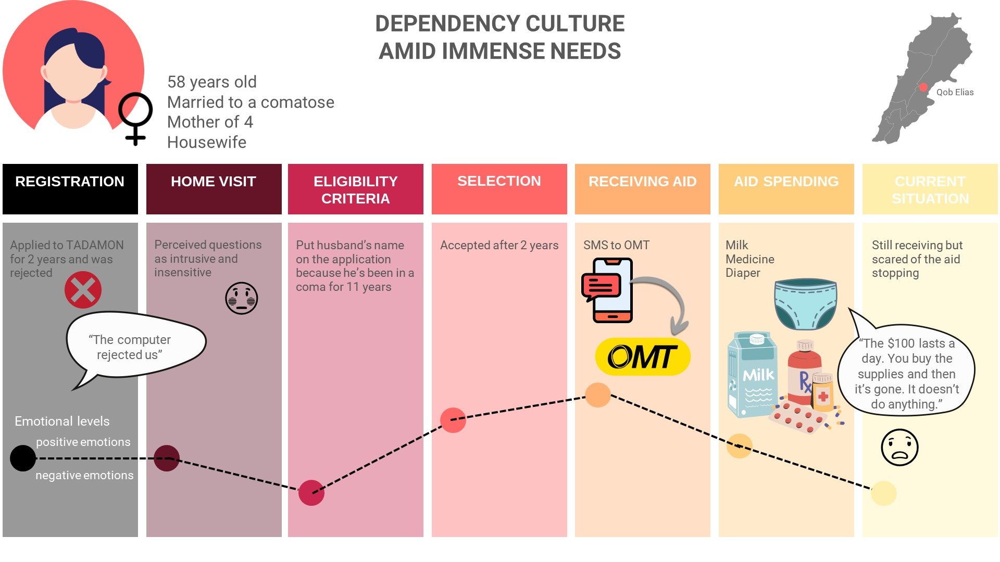 DEPENDENCY CULTURE
AMID IMMENSE NEEDS
58 years old
Married to a comatose
Mother of 4
Housewife
Qob Elias
REGISTRATION
Applied to TADAMON
for 2 years and was
rejected
“The computer
rejected us”
Emotional levels
positive emotions
negative emotions
HOME VISIT
Perceived questions
as intrusive and
insensitive
ELIGIBILITY
CRITERIA
Put husband’s name
on the application
because he’s been in a
coma for 11 years
SELECTION
Accepted after 2 years
RECEIVING AID
SMS to OMT
OMT
AID SPENDING
Milk
Medicine
Diaper
Milk
Rx
CURRENT
SITUATION
Still receiving but
scared of the aid
stopping
“The $100 lasts a
day. You buy the
supplies and then
it’s gone. It doesn’t
do anything.”